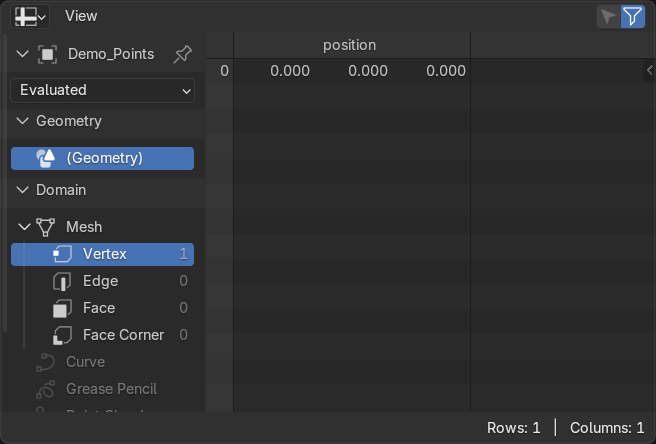 View
Demo_Points
Evaluated
Geometry
(Geometry)
Domain
Mesh
Vertex 1
Edge 0
Face 0
Face Corner 0
Curve
Grease Pencil
position
0 0.000 0.000 0.000
Rows: 1 | Columns: 1